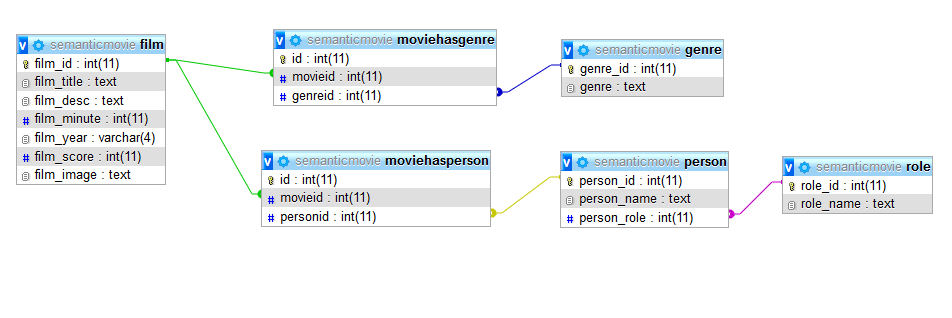 v semanticmovie film
film_id : int(11)
film_title : text
film_desc : text
# film_minute : int(11)
film_year : varchar(4)
# film_score : int(11)
film_image : text
v semanticmovie moviehasgenre
id : int(11)
# movieid : int(11)
# genreid : int(11)
v semanticmovie genre
genre_id : int(11)
genre : text
v semanticmovie moviehasperson
id : int(11)
# movieid : int(11)
# personid : int(11)
v semanticmovie person
person_id : int(11)
person_name : text
# person_role : int(11)
v semanticmovie role
role_id : int(11)
role_name : text